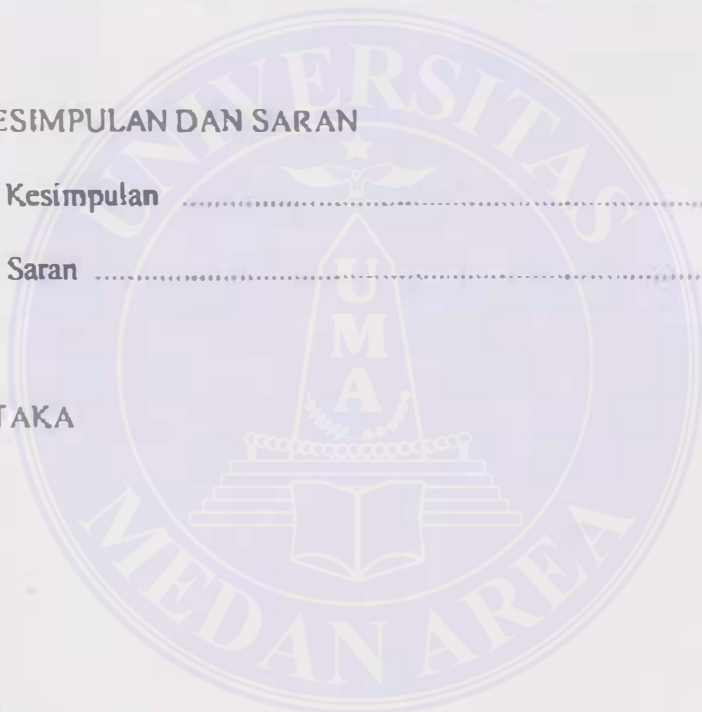 ESIMPULAN DAN SARAN
Kesimpulan ........................................................
Saran ........................................................
TAKA
UNIVERSITAS
UMA
MEDAN AREA